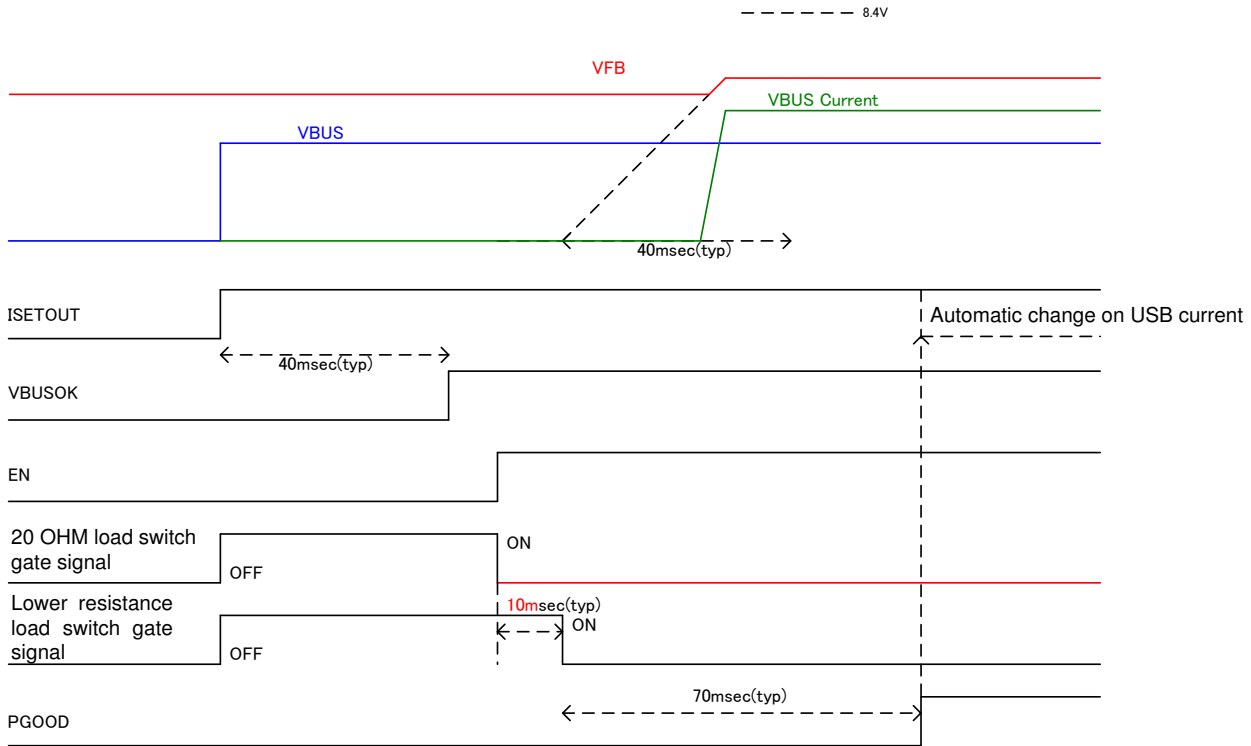 8.4V
VFB
VBUS Current
VBUS
40msec(typ)
ISETOUT
Automatic change on USB current
40msec(typ)
VBUSOK
EN
20 OHM load switch
gate signal
ON
OFF
Lower resistance
load switch gate
signal
10msec(typ)
ON
OFF
70msec(typ)
PGOOD